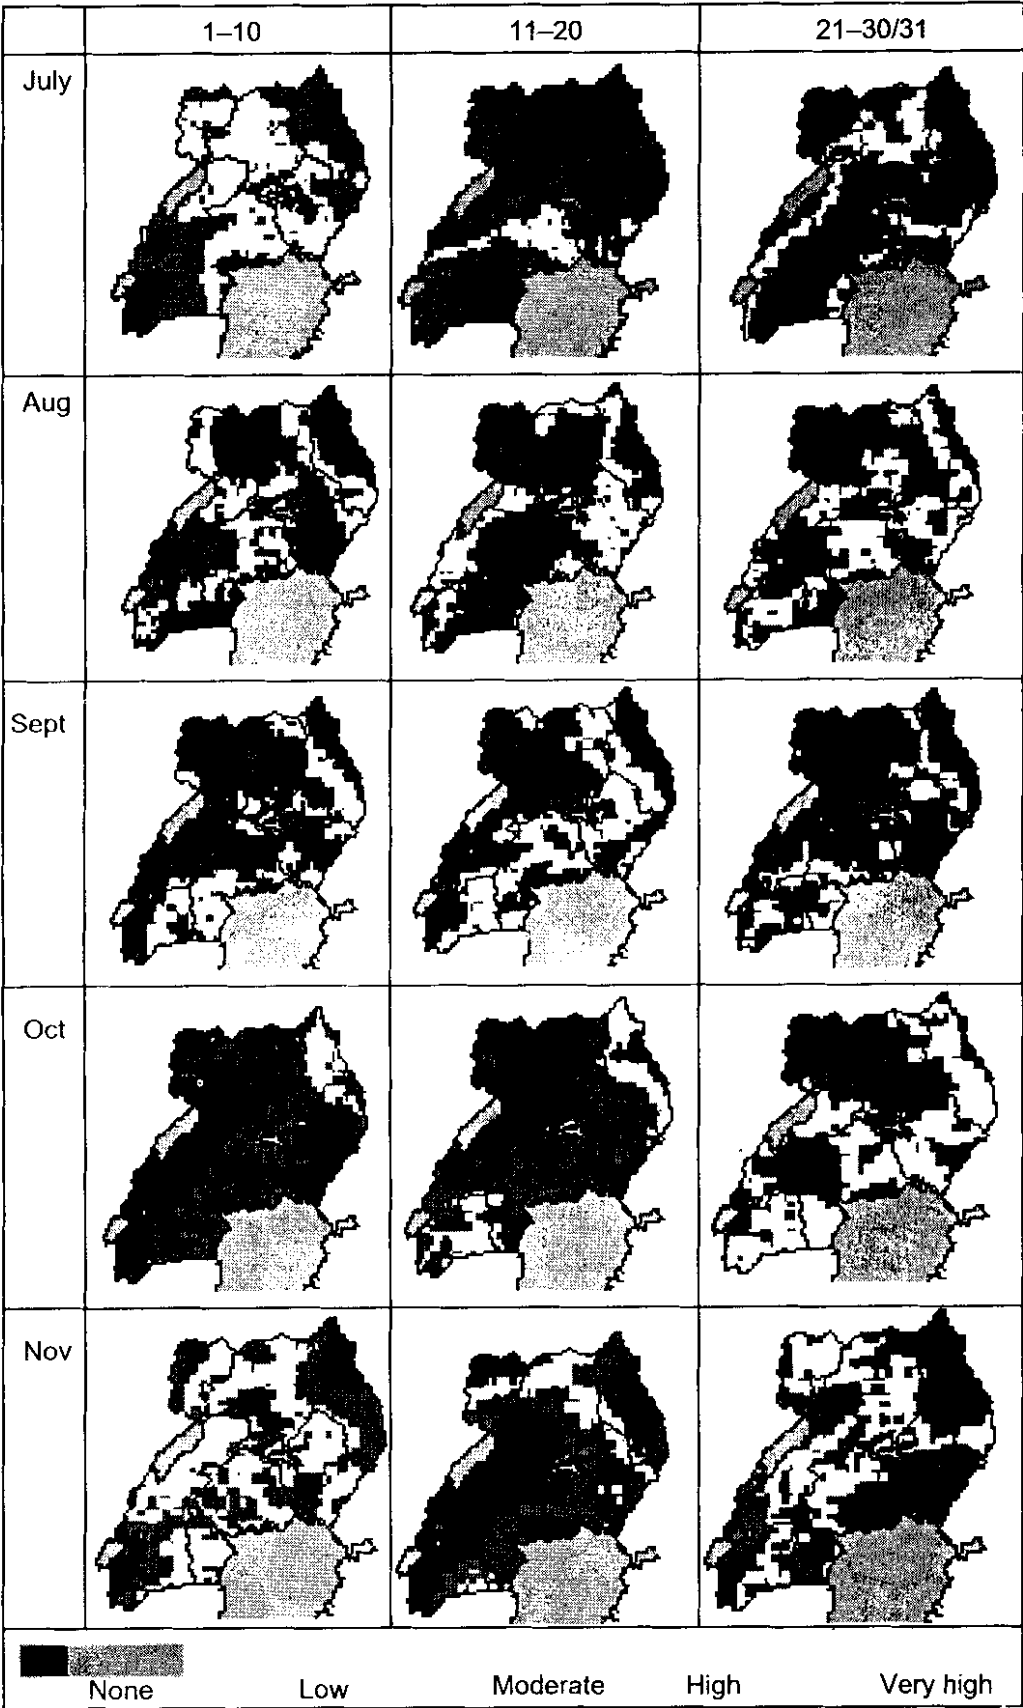 1–10 11–20 21–30/31
July
Aug
Sept
Oct
Nov
None Low Moderate High Very high